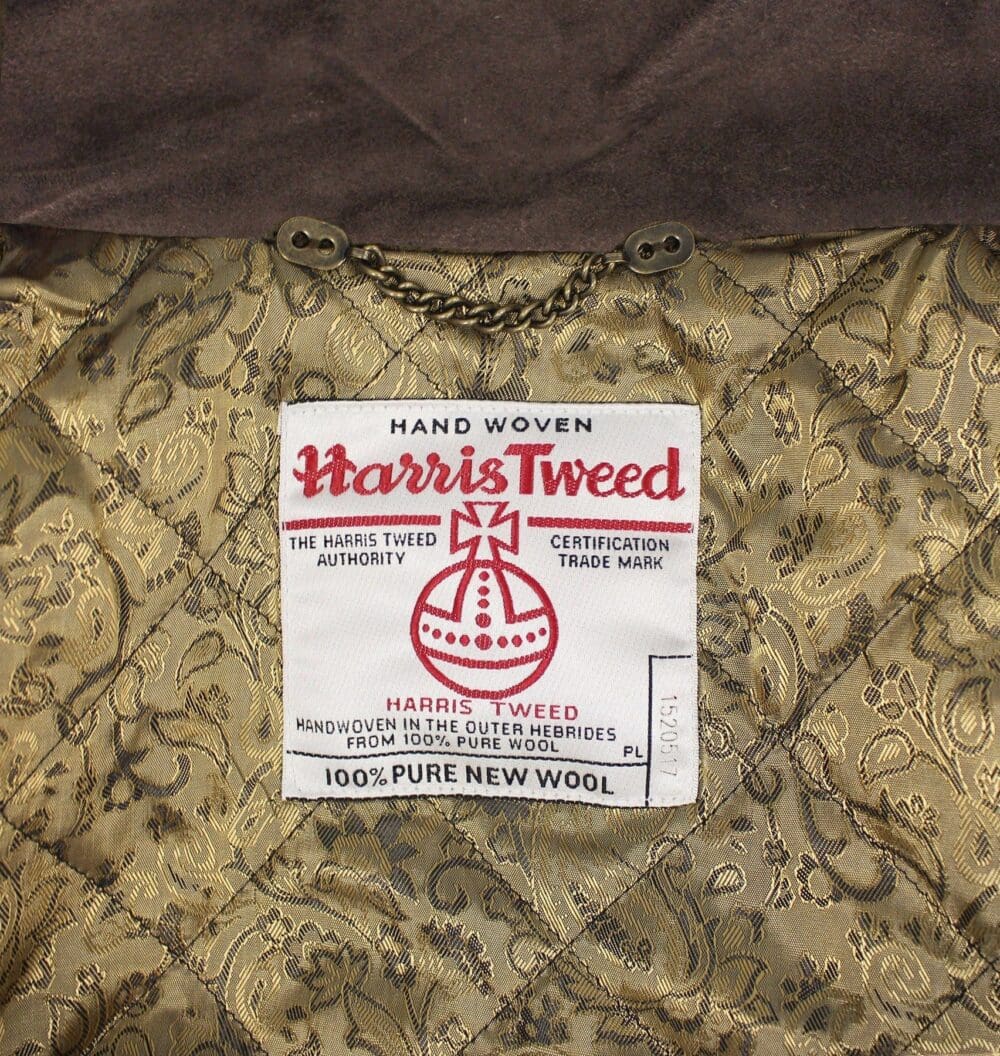 HAND WOVEN
Harris Tweed
THE HARRIS TWEED
AUTHORITY
CERTIFICATION
TRADE MARK
HARRIS TWEED
HANDWOVEN IN THE OUTER HEBRIDES
FROM 100% PURE WOOL
PL
100% PURE NEW WOOL
1520517